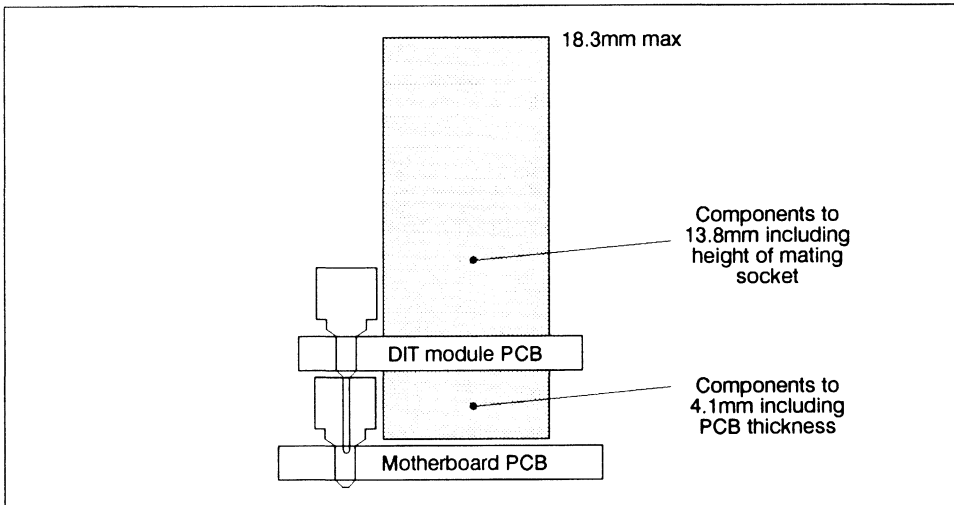 18.3mm max
Components to
13.8mm including
height of mating
socket
DIT module PCB
Components to
4.1mm including
PCB thickness
Motherboard PCB